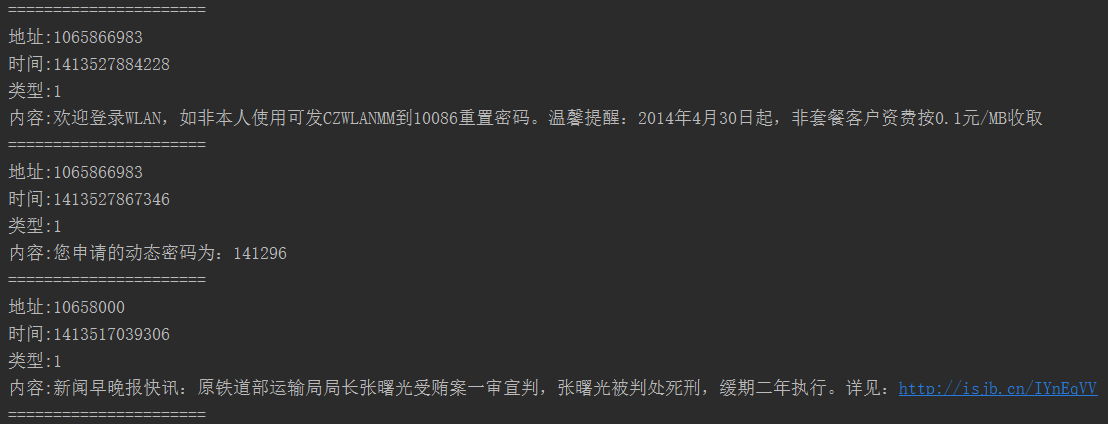 ======================
地址:1065866983
时间:1413527884228
类型:1
内容:欢迎登录WLAN，如非本人使用可发CZWLANMM到10086重置密码。温馨提醒：2014年4月30日起，非套餐客户资费按0.1元/MB收取
======================
地址:1065866983
时间:1413527867346
类型:1
内容:您申请的动态密码为：141296
======================
地址:10658000
时间:1413517039306
类型:1
内容:新闻早晚报快讯：原铁道部运输局局长张曙光受贿案一审宣判，张曙光被判处死刑，缓期二年执行。详见：http://isjb.cn/IYnEqVV
======================